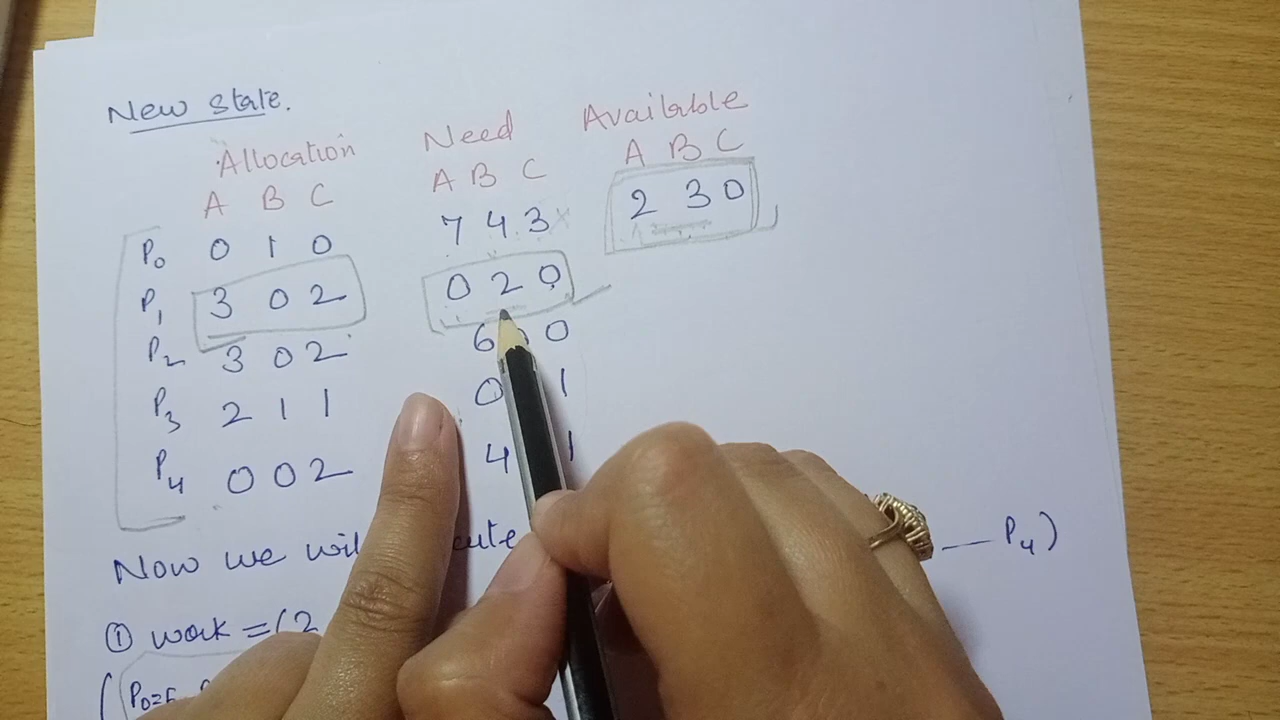 New state.
Allocation Need Available
A B C A B C A B C
P0 0 1 0 7 4 3 2 3 0
P1 3 0 2 0 2 0
P2 3 0 2 6 0
P3 2 1 1 0 1
P4 0 0 2 4 1
Now we P4)
① work = (2